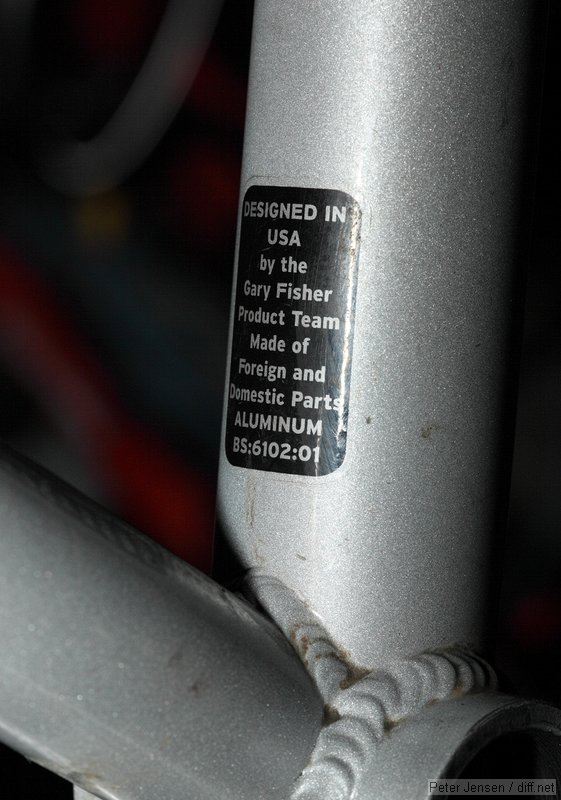 DESIGNED IN
USA
by the
Gary Fisher
Product Team
Made of
Foreign and
Domestic Parts
ALUMINUM
BS:6102:01
Peter Jensen / diff.net